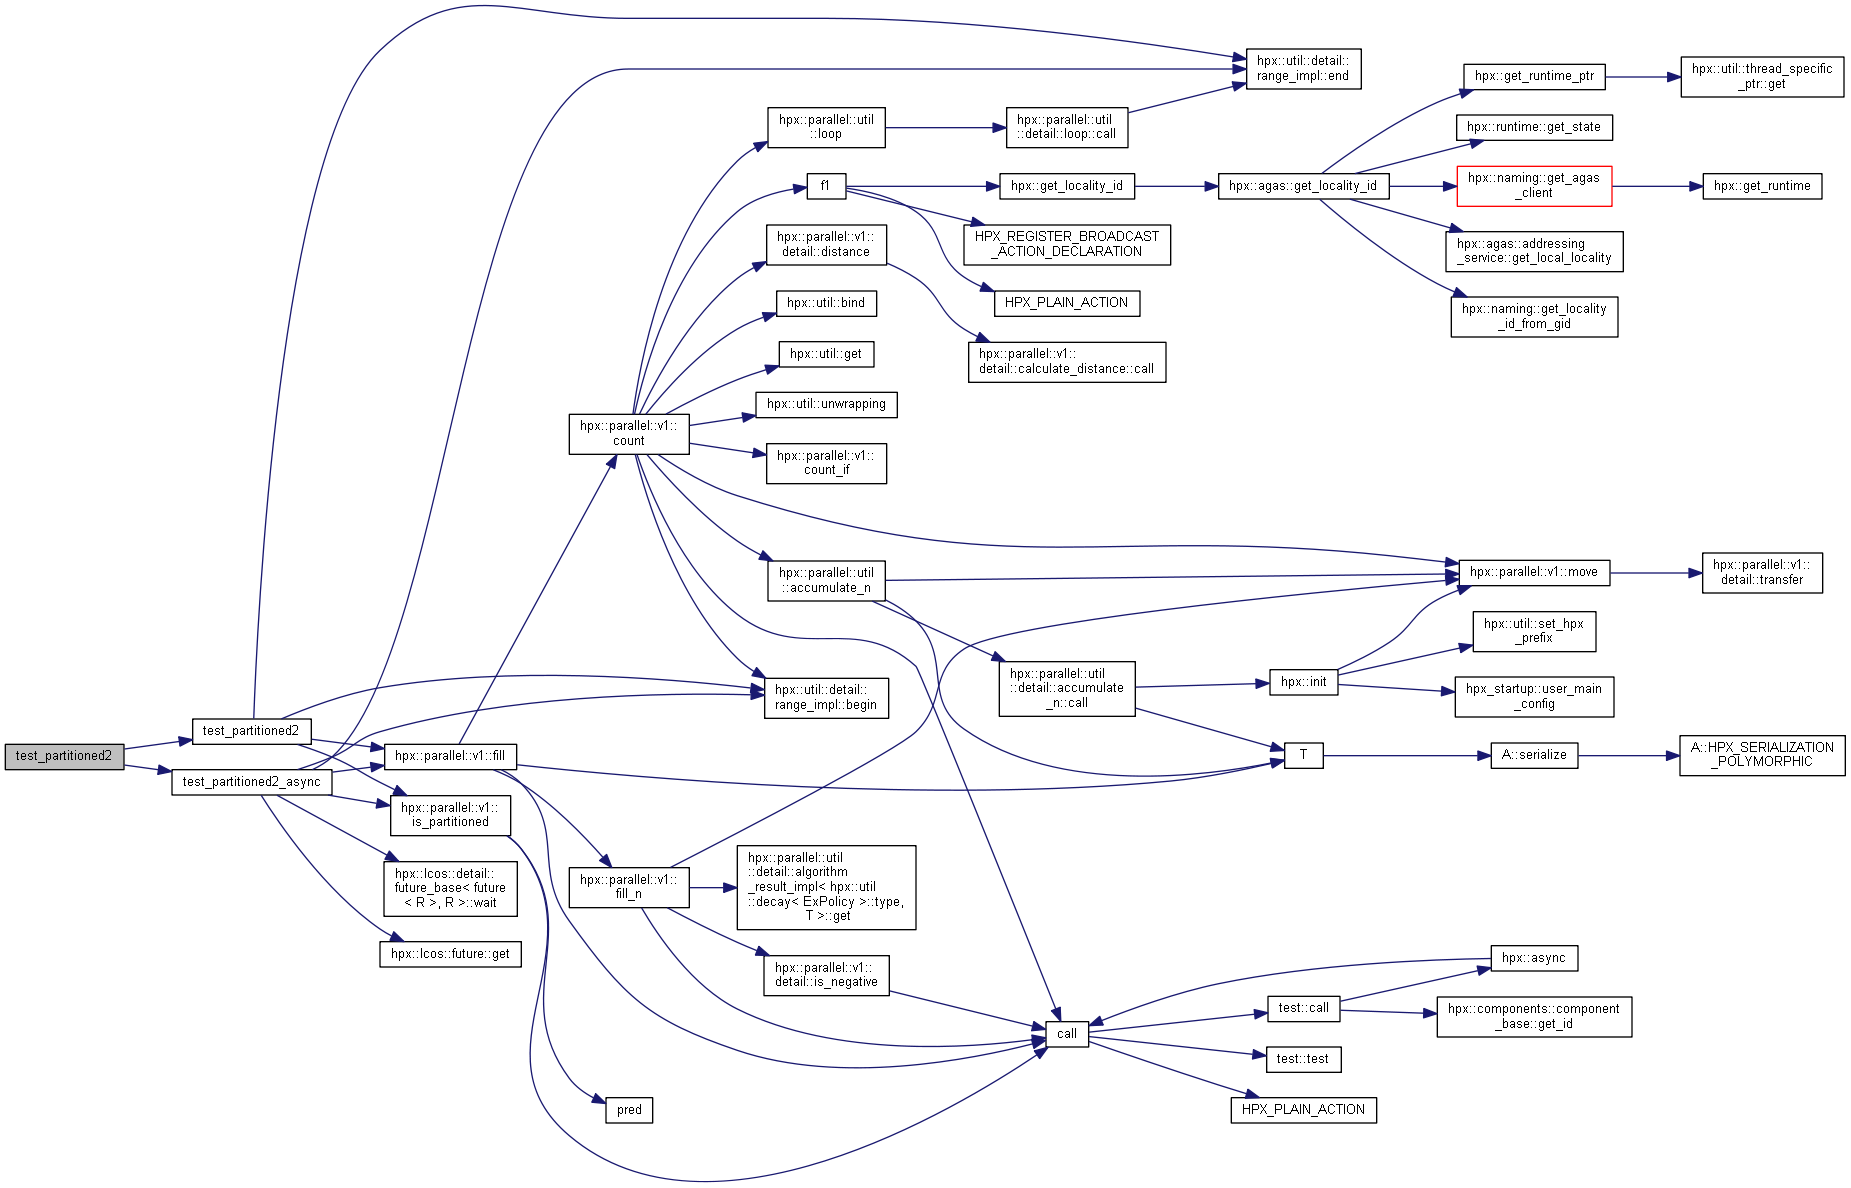 test_partitioned2
test_partitioned2
test_partitioned2_async
hpx::parallel::v1::fill
hpx::parallel::v1::
is_partitioned
hpx::lcos::detail::
future_base< future
< R >, R >::wait
hpx::lcos::future::get
hpx::parallel::v1::
count
hpx::parallel::v1::
fill_n
pred
hpx::parallel::util
::loop
f1
hpx::parallel::v1::
detail::distance
hpx::util::bind
hpx::util::get
hpx::util::unwrapping
hpx::parallel::v1::
count_if
hpx::parallel::util
::accumulate_n
hpx::util::detail::
range_impl::begin
hpx::parallel::util
::detail::algorithm
_result_impl< hpx::util
::decay< ExPolicy >::type,
T >::get
hpx::parallel::v1::
detail::is_negative
hpx::parallel::util
::detail::loop::call
hpx::get_locality_id
HPX_REGISTER_BROADCAST
_ACTION_DECLARATION
HPX_PLAIN_ACTION
hpx::parallel::v1::
detail::calculate_distance::call
hpx::parallel::util
::detail::accumulate
_n::call
call
hpx::util::detail::
range_impl::end
hpx::agas::get_locality_id
hpx::init
T
test::call
test::test
HPX_PLAIN_ACTION
hpx::get_runtime_ptr
hpx::runtime::get_state
hpx::naming::get_agas
_client
hpx::agas::addressing
_service::get_local_locality
hpx::naming::get_locality
_id_from_gid
hpx::parallel::v1::move
hpx::util::set_hpx
_prefix
hpx_startup::user_main
_config
A::serialize
hpx::async
hpx::components::component
_base::get_id
hpx::util::thread_specific
_ptr::get
hpx::get_runtime
hpx::parallel::v1::
detail::transfer
A::HPX_SERIALIZATION
_POLYMORPHIC